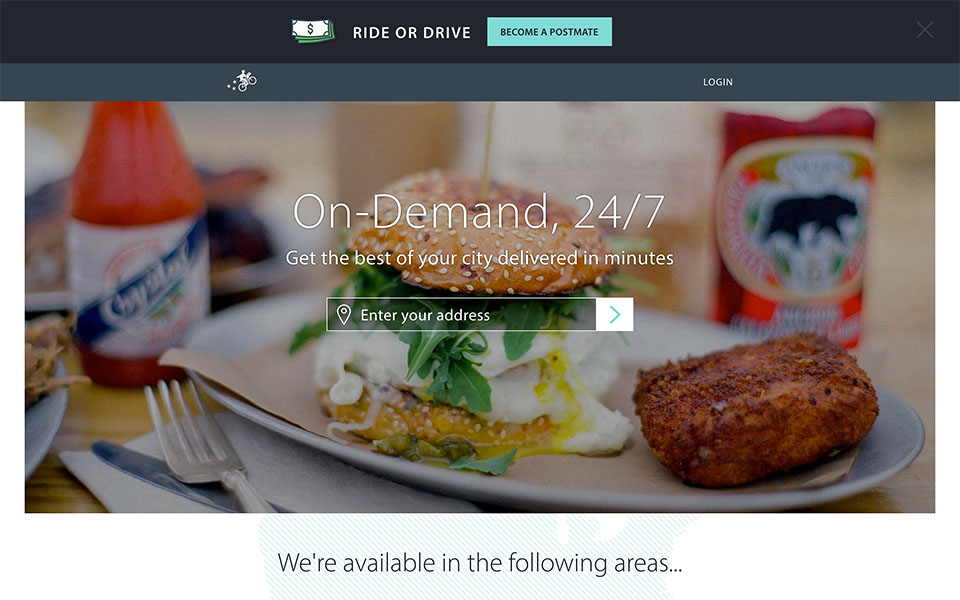 $
RIDE OR DRIVE
BECOME A POSTMATE
LOGIN
On-Demand, 24/7
Get the best of your city delivered in minutes
Enter your address
Crystal
We're available in the following areas...